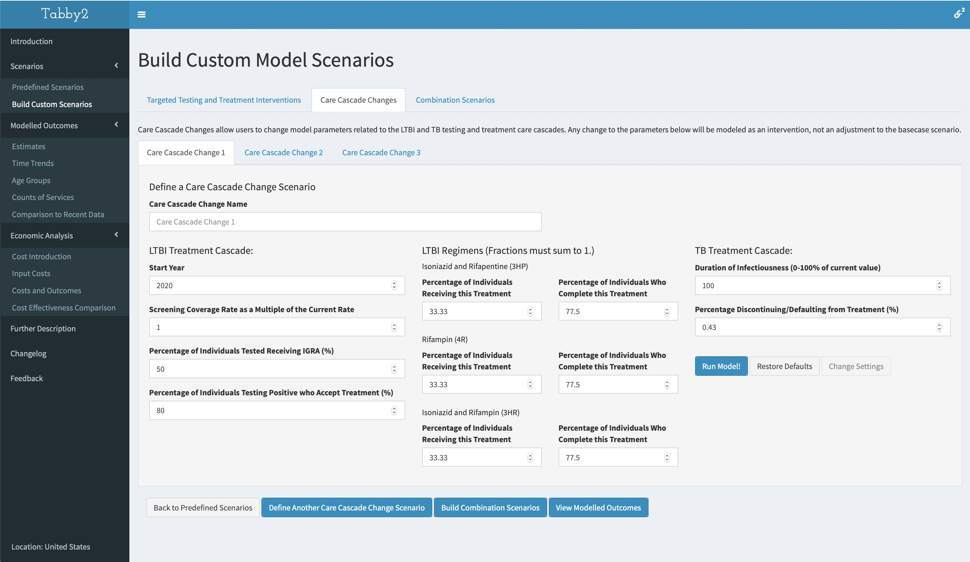 Tabby2
2
Introduction
Scenarios
Predefined Scenarios
Build Custom Scenarios
Modelled Outcomes
Estimates
Time Trends
Age Groups
Counts of Services
Comparison to Recent Data
Economic Analysis
Cost Introduction
Input Costs
Costs and Outcomes
Cost Effectiveness Comparison
Further Description
Changelog
Feedback
Location: United States
Build Custom Model Scenarios
Targeted Testing and Treatment Interventions
Care Cascade Changes
Combination Scenarios
Care Cascade Changes allow users to change model parameters related to the LTBI and TB testing and treatment care cascades. Any change to the parameters below will be modeled as an intervention, not an adjustment to the basecase scenario.
Care Cascade Change 1
Care Cascade Change 2
Care Cascade Change 3
Define a Care Cascade Change Scenario
Care Cascade Change Name
Care Cascade Change 1
LTBI Treatment Cascade:
Start Year
2020
Screening Coverage Rate as a Multiple of the Current Rate
1
Percentage of Individuals Tested Receiving IGRA (%)
50
Percentage of Individuals Testing Positive who Accept Treatment (%)
80
LTBI Regimens (Fractions must sum to 1.)
Isoniazid and Rifapentine (3HP)
Percentage of Individuals
Receiving this Treatment
33.33
Percentage of Individuals Who
Complete this Treatment
77.5
Rifampin (4R)
Percentage of Individuals
Receiving this Treatment
33.33
Percentage of Individuals Who
Complete this Treatment
77.5
Isoniazid and Rifampin (3HR)
Percentage of Individuals
Receiving this Treatment
33.33
Percentage of Individuals Who
Complete this Treatment
77.5
TB Treatment Cascade:
Duration of Infectiousness (0-100% of current value)
100
Percentage Discontinuing/Defaulting from Treatment (%)
0.43
Run Model!
Restore Defaults
Change Settings
Back to Predefined Scenarios
Define Another Care Cascade Change Scenario
Build Combination Scenarios
View Modelled Outcomes